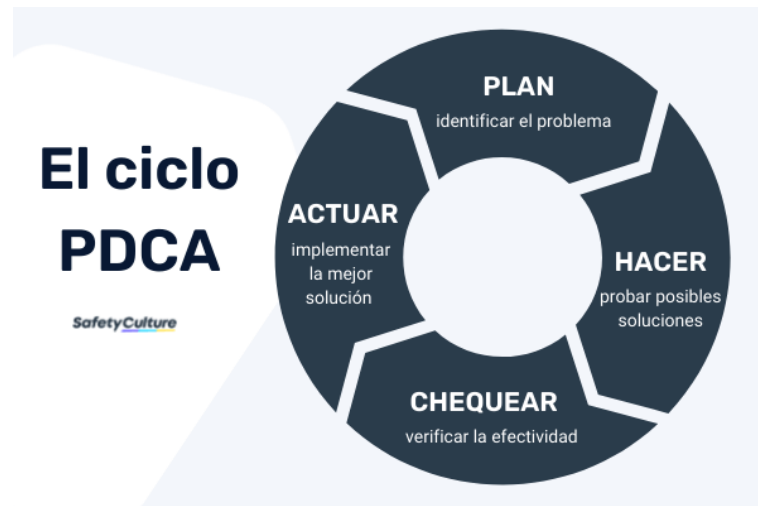 El ciclo
PDCA
SafetyCulture
PLAN
identificar el problema
HACER
probar posibles
soluciones
CHEQUEAR
verificar la efectividad
ACTUAR
implementar
la mejor
solución